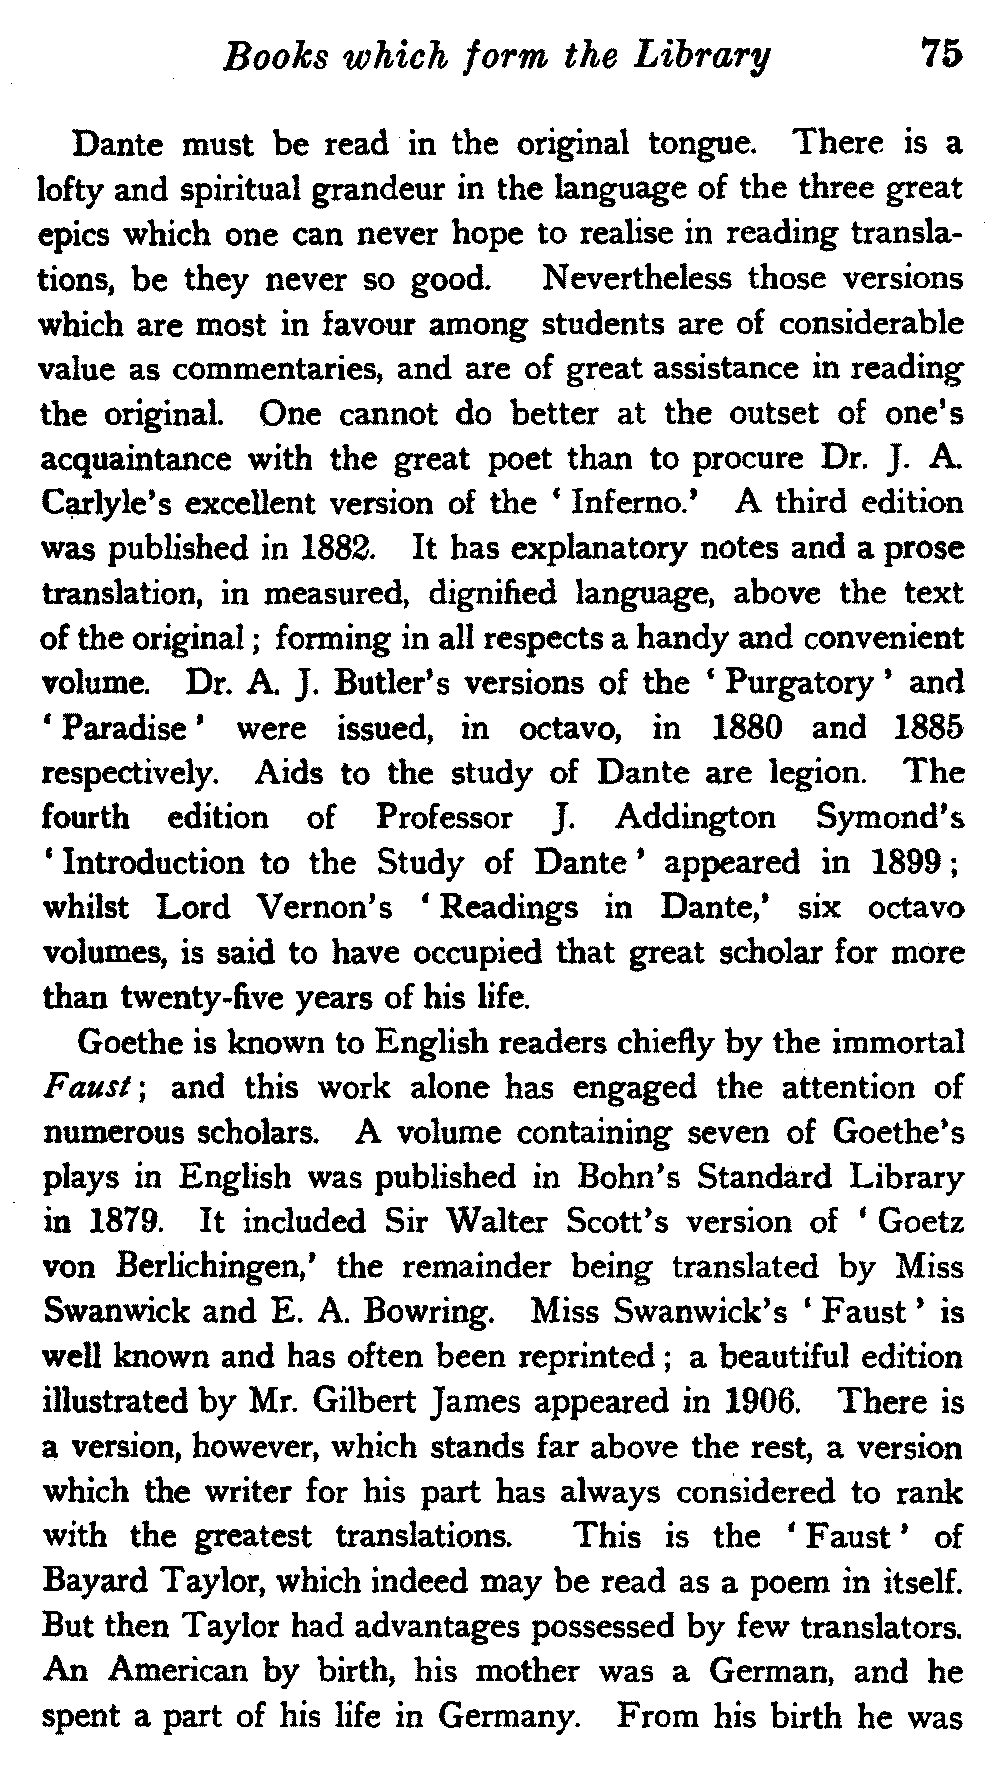 Books which form the Library 75
Dante must be read in the original tongue. There is a
lofty and spiritual grandeur in the language of the three great
epics which one can never hope to realise in reading transla-
tions, be they never so good. Nevertheless those versions
which are most in favour among students are of considerable
value as commentaries, and are of great assistance in reading
the original. One cannot do better at the outset of one's
acquaintance with the great poet than to procure Dr. J. A.
Carlyle's excellent version of the ‘ Inferno.’ A third edition
was published in 1882. It has explanatory notes and a prose
translation, in measured, dignified language, above the text
of the original ; forming in all respects a handy and convenient
volume. Dr. A. J. Butler's versions of the ‘ Purgatory ’ and
‘ Paradise ’ were issued, in octavo, in 1880 and 1885
respectively. Aids to the study of Dante are legion. The
fourth edition of Professor J. Addington Symond's
‘ Introduction to the Study of Dante ’ appeared in 1899 ;
whilst Lord Vernon's ‘ Readings in Dante,’ six octavo
volumes, is said to have occupied that great scholar for more
than twenty-five years of his life.
Goethe is known to English readers chiefly by the immortal
Faust ; and this work alone has engaged the attention of
numerous scholars. A volume containing seven of Goethe's
plays in English was published in Bohn's Standard Library
in 1879. It included Sir Walter Scott's version of ‘ Goetz
von Berlichingen,’ the remainder being translated by Miss
Swanwick and E. A. Bowring. Miss Swanwick's ‘ Faust ’ is
well known and has often been reprinted ; a beautiful edition
illustrated by Mr. Gilbert James appeared in 1906. There is
a version, however, which stands far above the rest, a version
which the writer for his part has always considered to rank
with the greatest translations. This is the ‘ Faust ’ of
Bayard Taylor, which indeed may be read as a poem in itself.
But then Taylor had advantages possessed by few translators.
An American by birth, his mother was a German, and he
spent a part of his life in Germany. From his birth he was